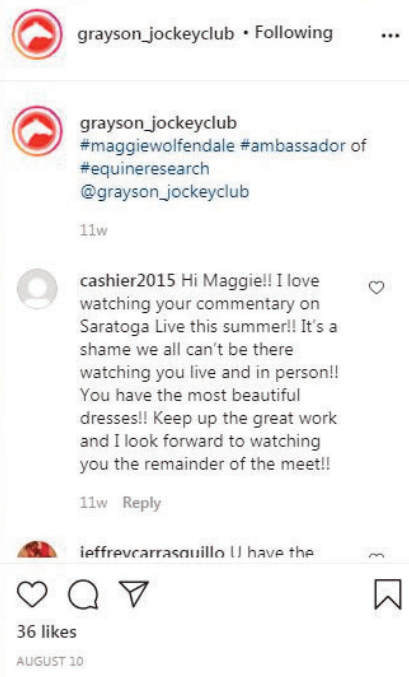 grayson_jockeyclub • Following
grayson_jockeyclub
#maggiewolfendale #ambassador of
#equineresearch
@grayson_jockeyclub
11w
cashier2015 Hi Maggie!! I love
watching your commentary on
Saratoga Live this summer!! It's a
shame we all can't be there
watching you live and in person!!
You have the most beautiful
dresses!! Keep up the great work
and I look forward to watching
you the remainder of the meet!!
11w Reply
jeffreycarrasquillo U have the
36 likes
AUGUST 10